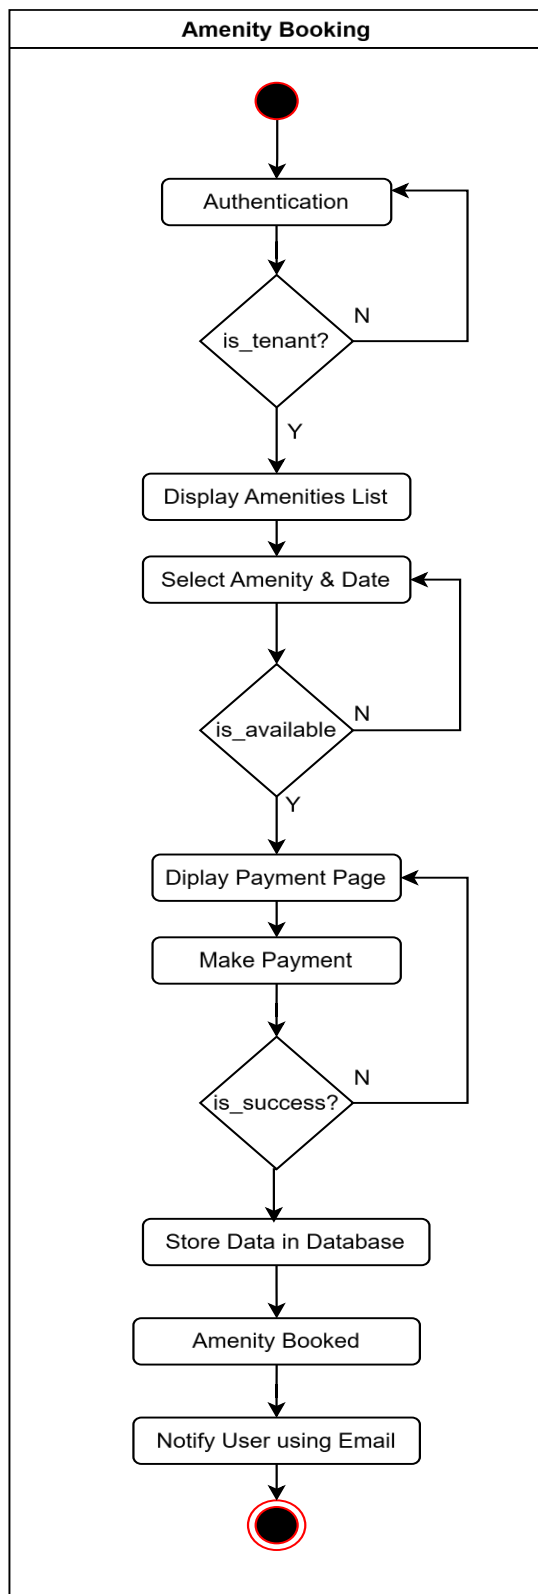 Amenity Booking
Authentication
is_tenant?
N
Y
Display Amenities List
Select Amenity & Date
is_available
N
Y
Diplay Payment Page
Make Payment
is_success?
N
Store Data in Database
Amenity Booked
Notify User using Email